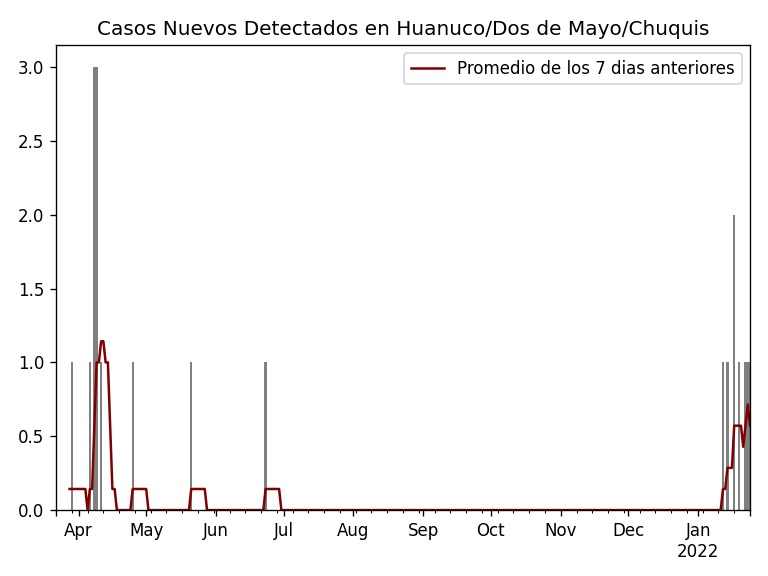 Casos Nuevos Detectados en Huanuco/Dos de Mayo/Chuquis
Promedio de los 7 dias anteriores
3.0
2.5
2.0
1.5
1.0
0.5
0.0
Apr May Jun Jul Aug Sep Oct Nov Dec Jan
2022